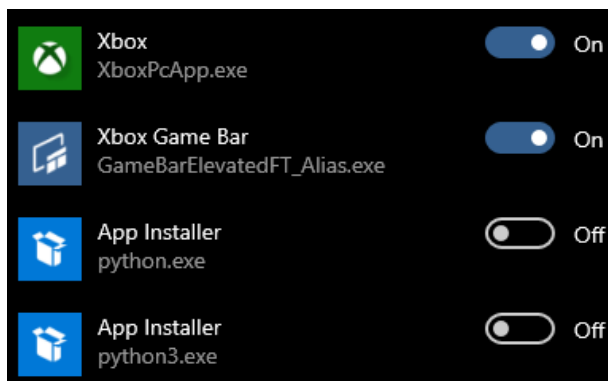 Xbox
XboxPcApp.exe
On
Xbox Game Bar
GameBarElevatedFT_Alias.exe
On
App Installer
python.exe
Off
App Installer
python3.exe
Off